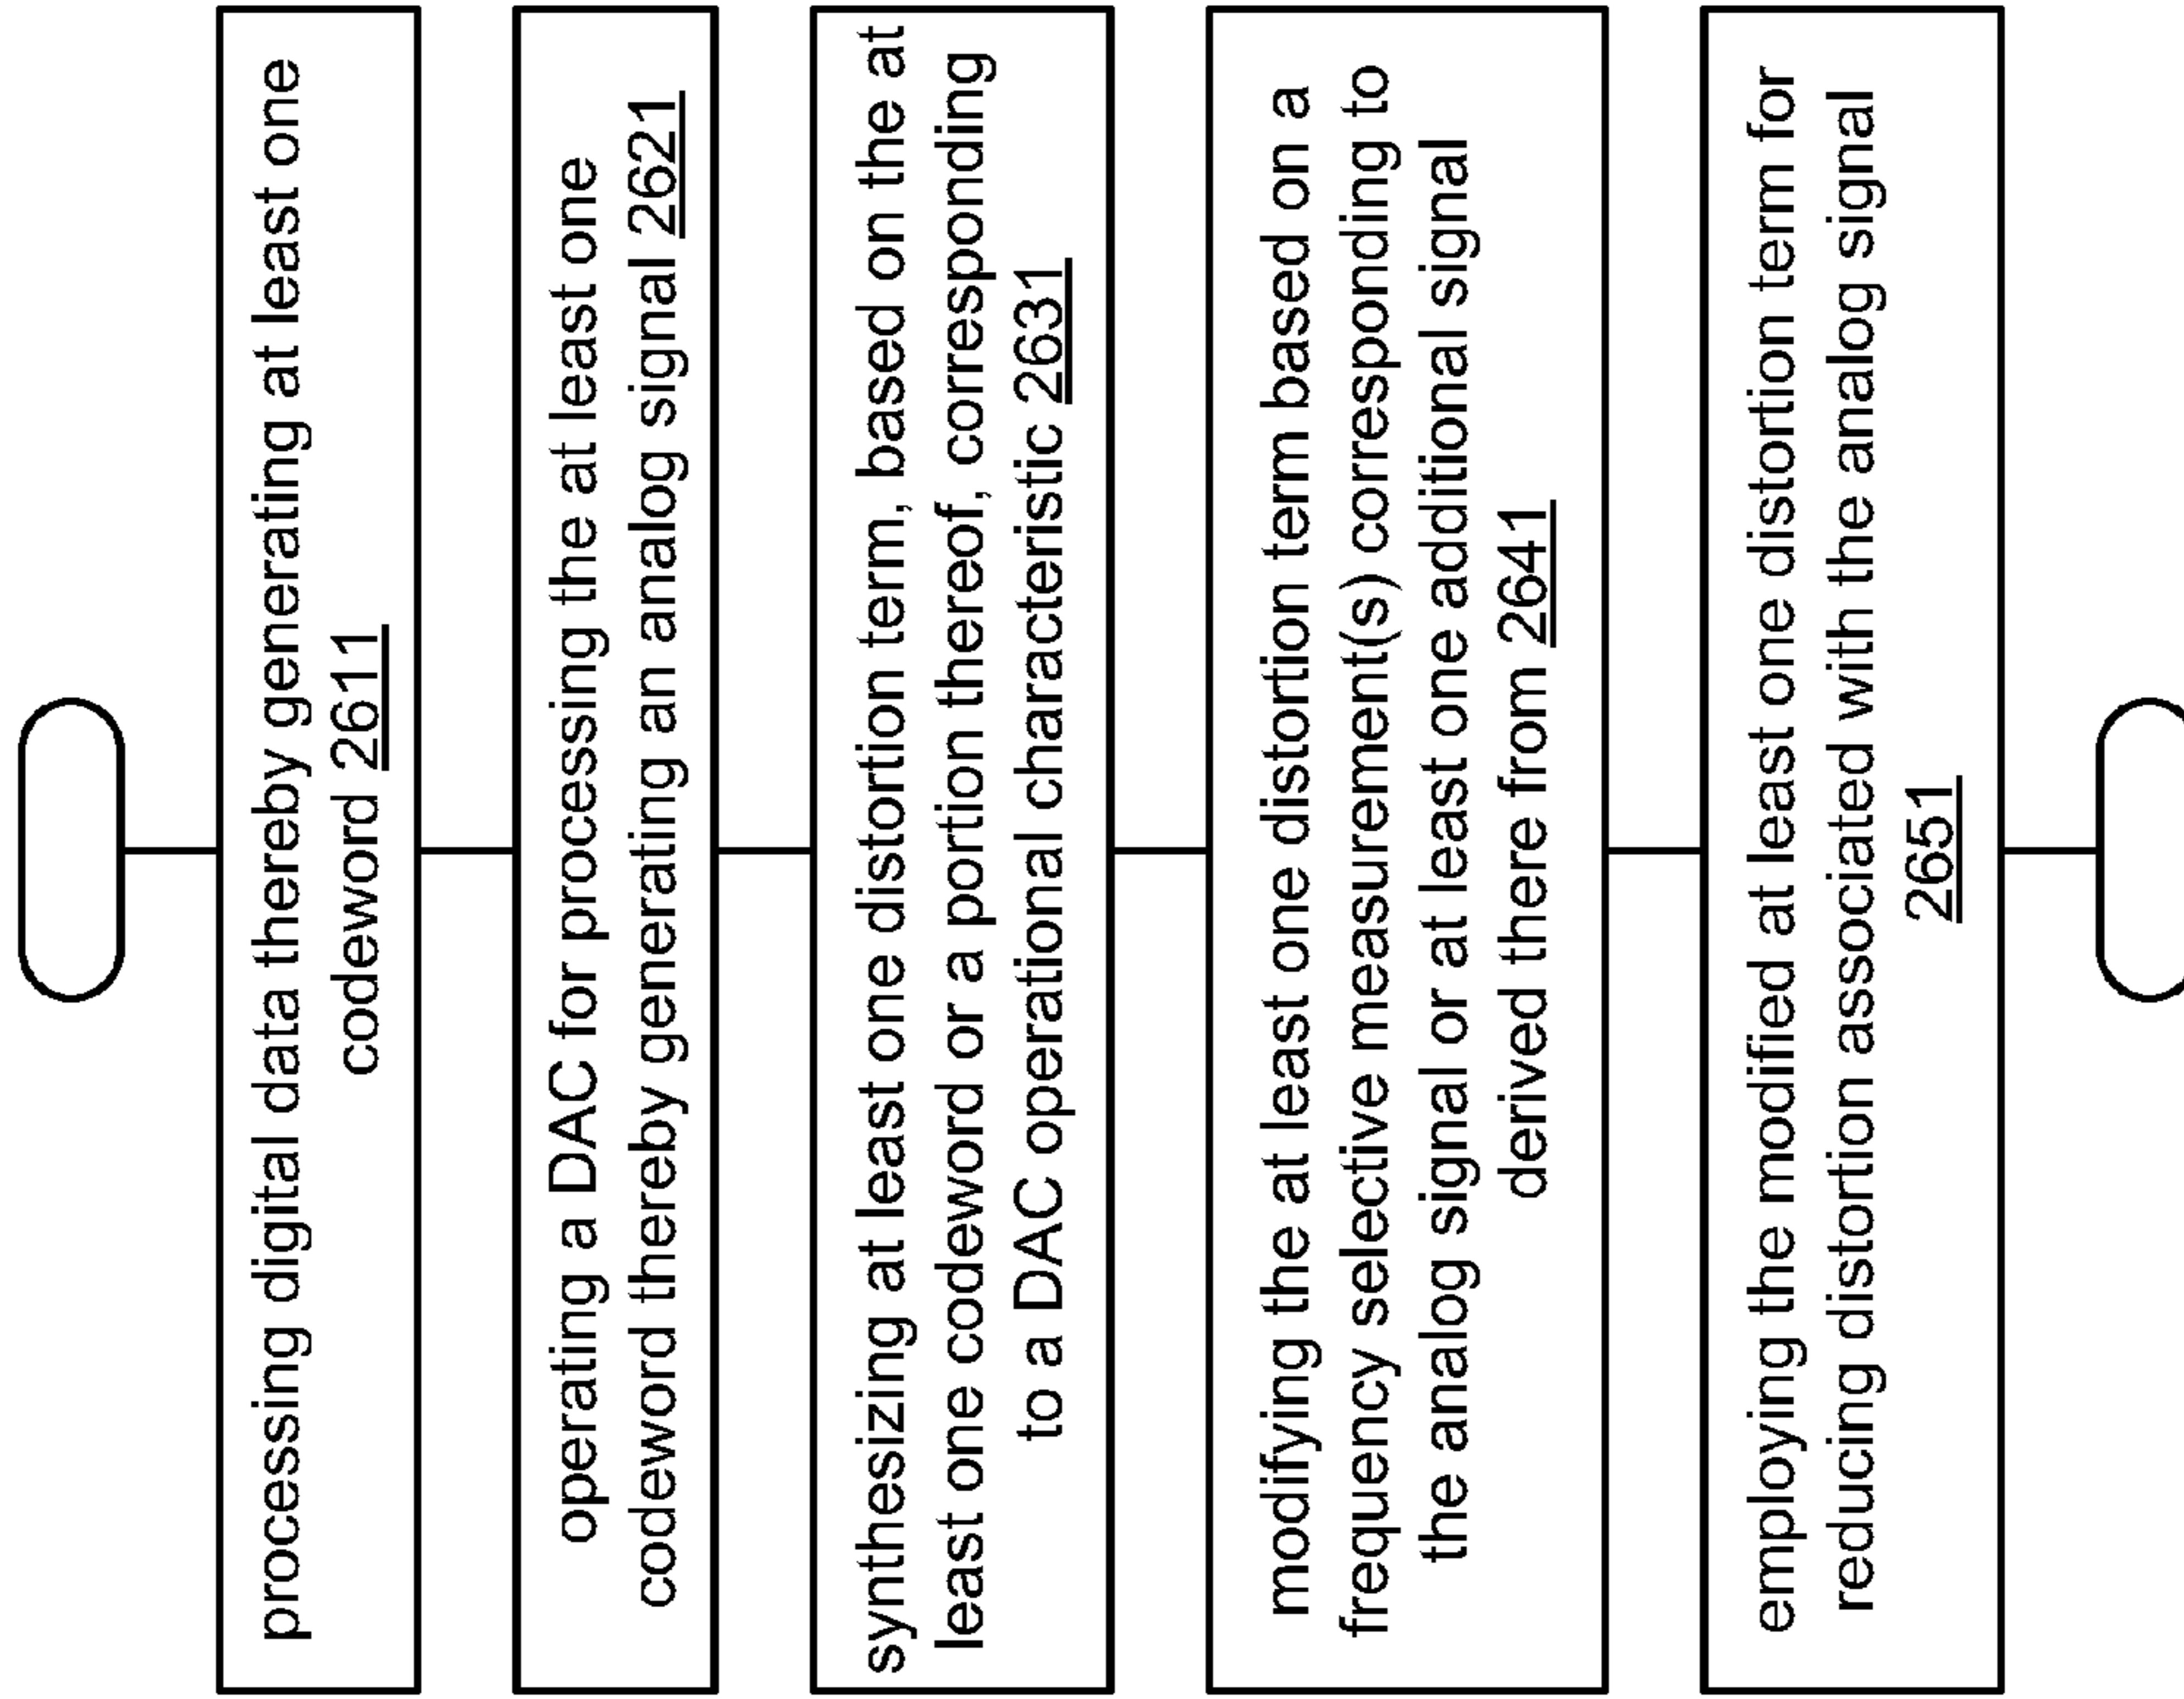 processing digital data thereby generating at least one
codeword 2611
operating a DAC for processing the at least one
codeword thereby generating an analog signal 2621
synthesizing at least one distortion term, based on the at
least one codeword or a portion thereof, corresponding
to a DAC operational characteristic 2631
modifying the at least one distortion term based on a
frequency selective measurement(s) corresponding to
the analog signal or at least one additional signal
derived there from 2641
employing the modified at least one distortion term for
reducing distortion associated with the analog signal
2651